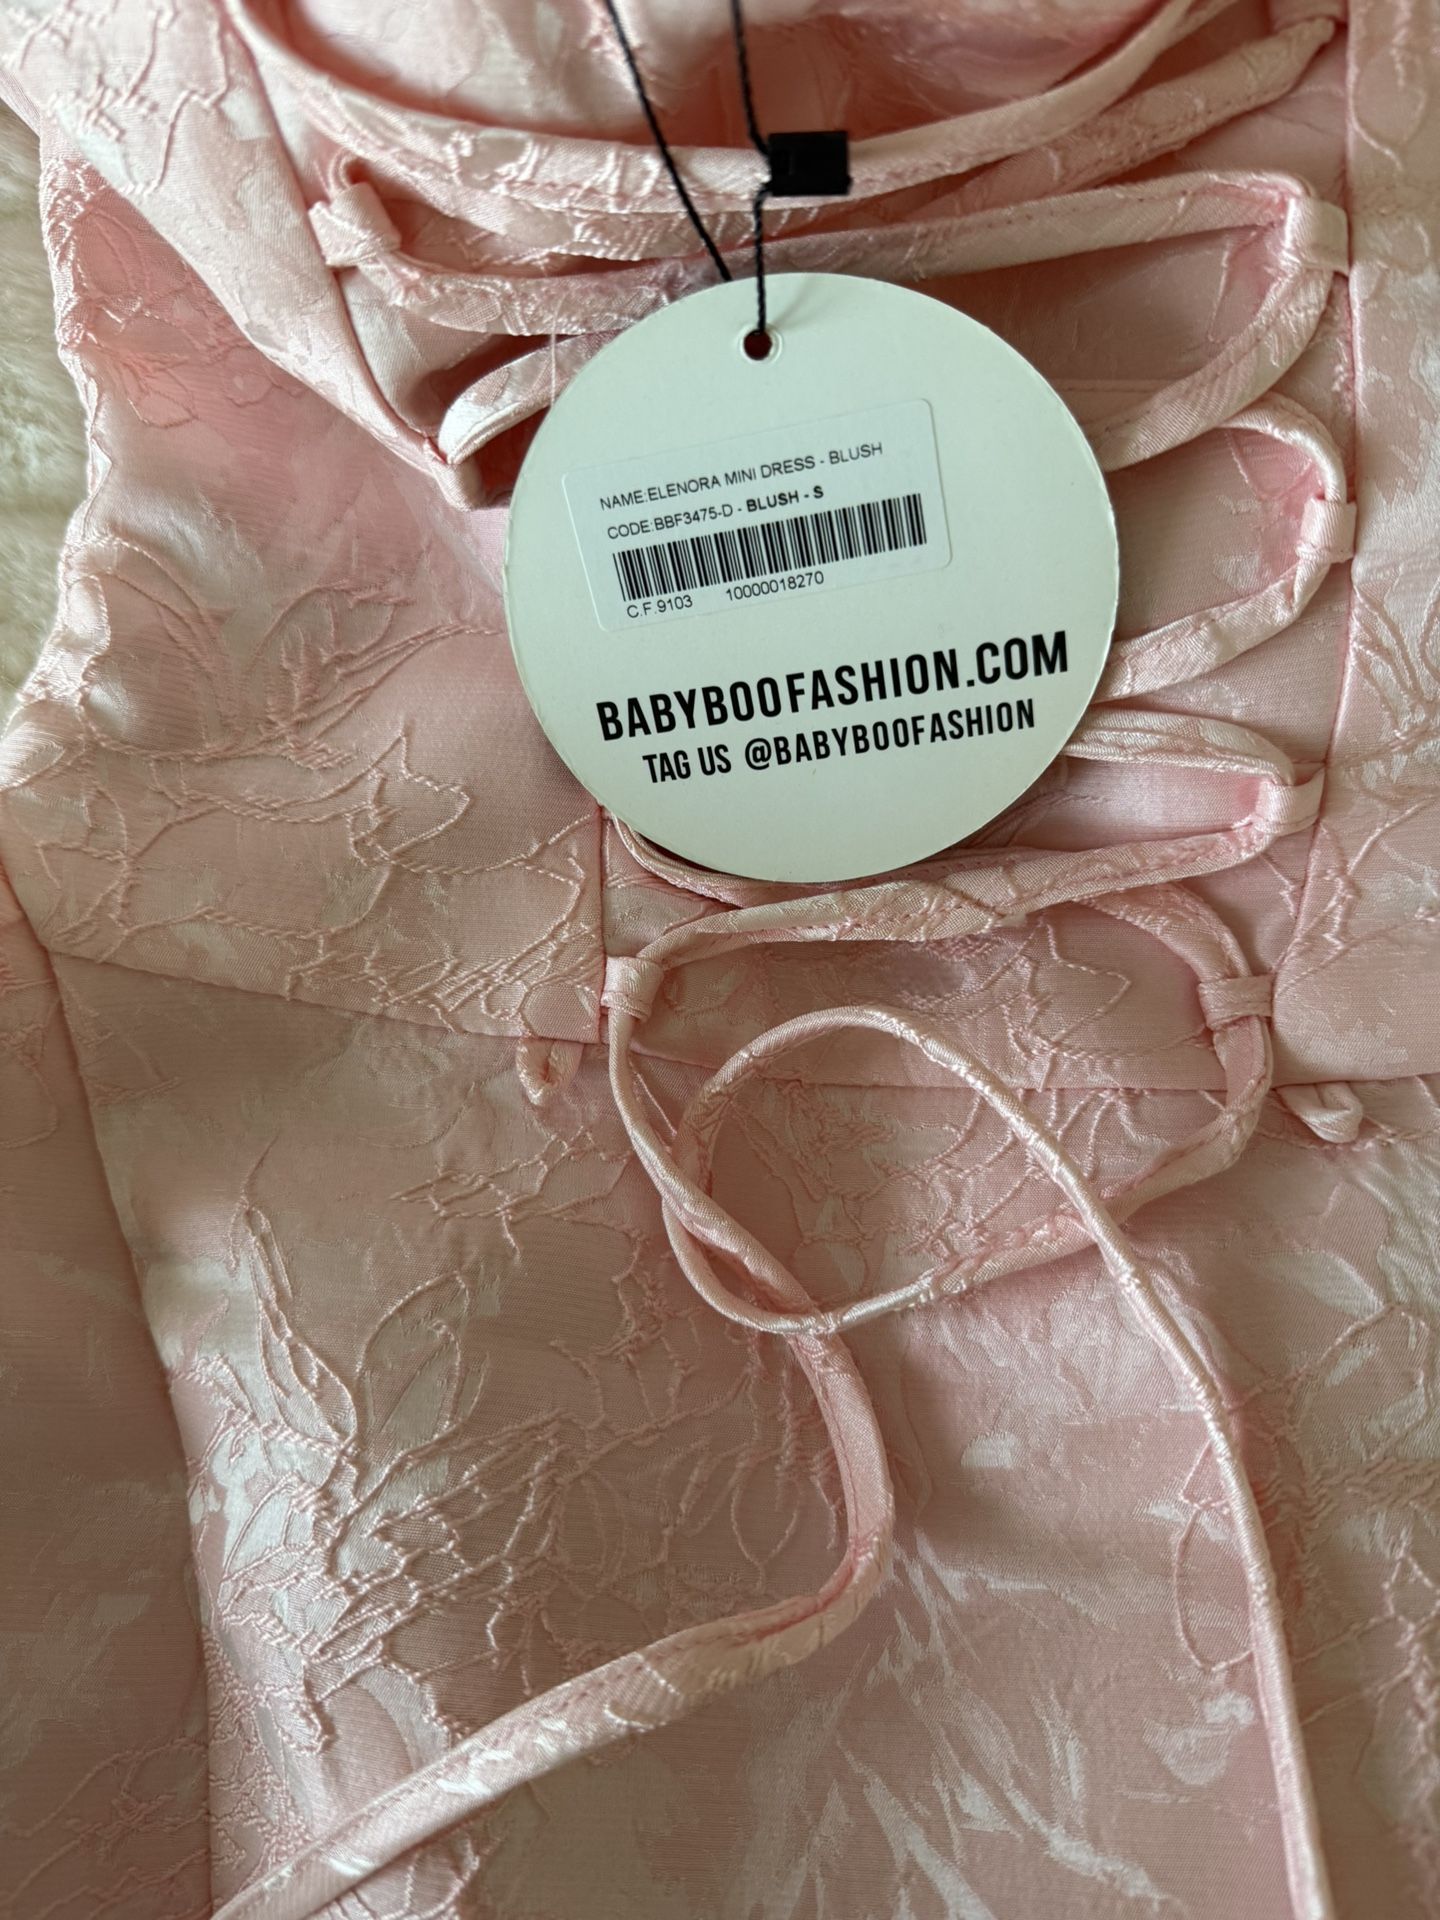 NAME:ELENORA MINI DRESS - BLUSH
CODE:BBF3475-D - BLUSH - S
C.F.9103 10000018270
BABYBOOFASHION.COM
TAG US @BABYBOOFASHION